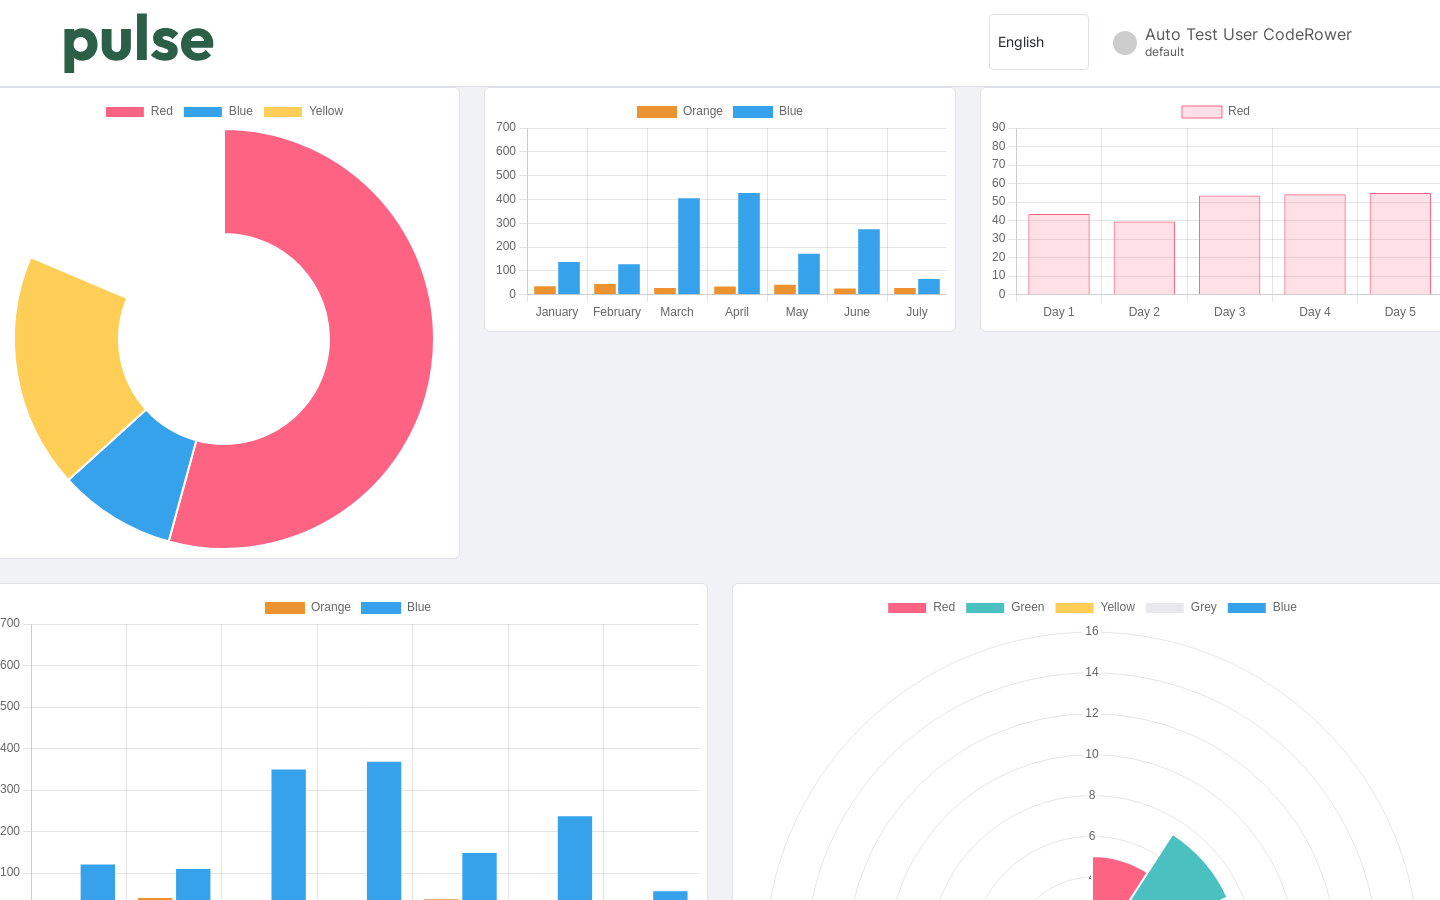 pulse
English
Auto Test User CodeRower
default
Red Blue Yellow
Orange Blue
700
600
500
400
300
200
100
0
January February March April May June July
Red
90
80
70
60
50
40
30
20
10
0
Day 1 Day 2 Day 3 Day 4 Day 5
Orange Blue
700
600
500
400
300
200
100
Red Green Yellow Grey Blue
16
14
12
10
8
6